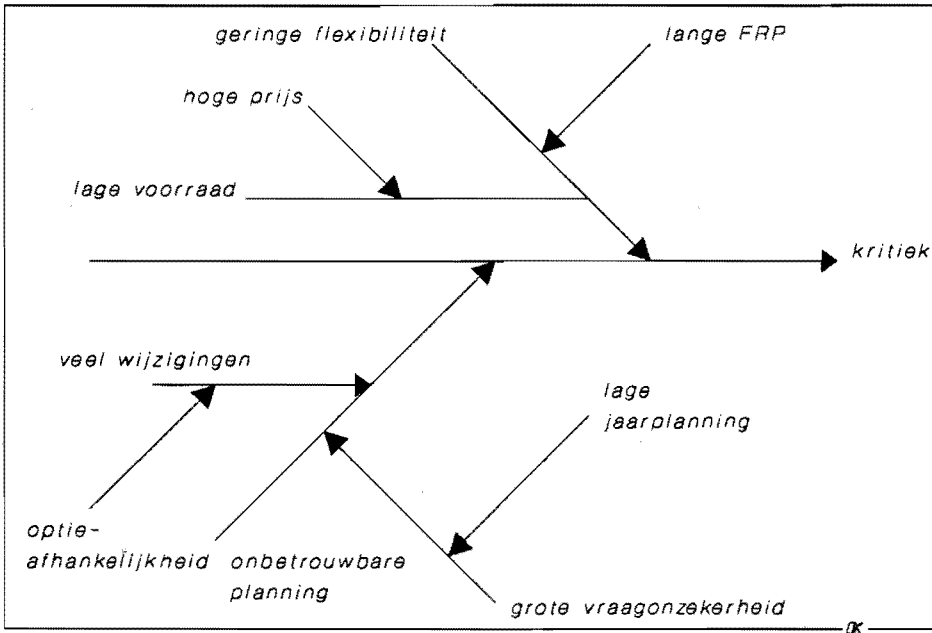 geringe flexibiliteit
lange FRP
hoge prijs
lage voorraad
kritiek
veel wijzigingen
lage
jaarplanning
optie-
afhankelijkheid
onbetrouwbare
planning
grote vraagonzekerheid